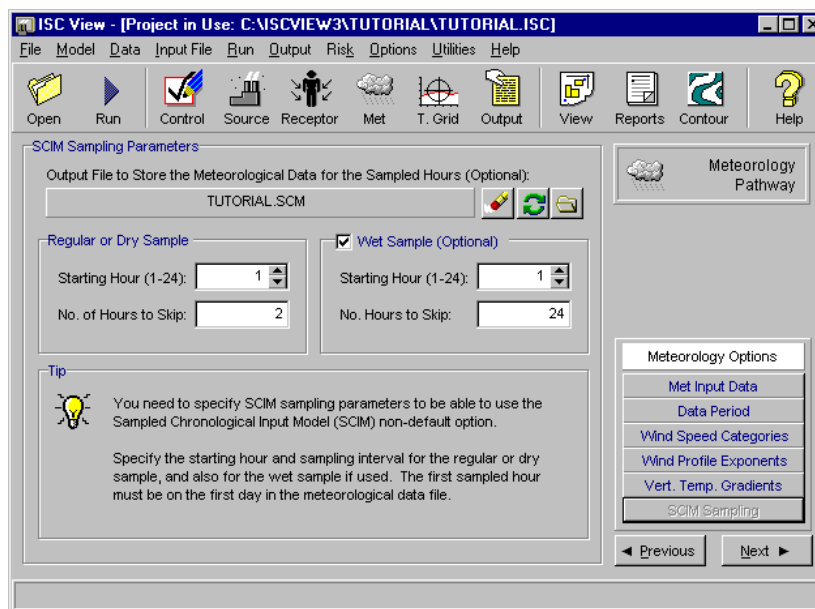 ISC View - [Project in Use: C:\ISCVIEW3\TUTORIAL\TUTORIAL.ISC]
File Model Data Input File Run Output Risk Options Utilities Help
Open Run Control Source Receptor Met T. Grid Output View Reports Contour Help
SCIM Sampling Parameters
Output File to Store the Meteorological Data for the Sampled Hours (Optional):
TUTORIAL.SCM
Regular or Dry Sample
Starting Hour (1-24): 1
No. of Hours to Skip: 2
Wet Sample (Optional)
Starting Hour (1-24): 1
No. Hours to Skip: 24
Tip
You need to specify SCIM sampling parameters to be able to use the
Sampled Chronological Input Model (SCIM) non-default option.
Specify the starting hour and sampling interval for the regular or dry
sample, and also for the wet sample if used. The first sampled hour
must be on the first day in the meteorological data file.
Meteorology
Pathway
Meteorology Options
Met Input Data
Data Period
Wind Speed Categories
Wind Profile Exponents
Vert. Temp. Gradients
SCIM Sampling
Previous Next